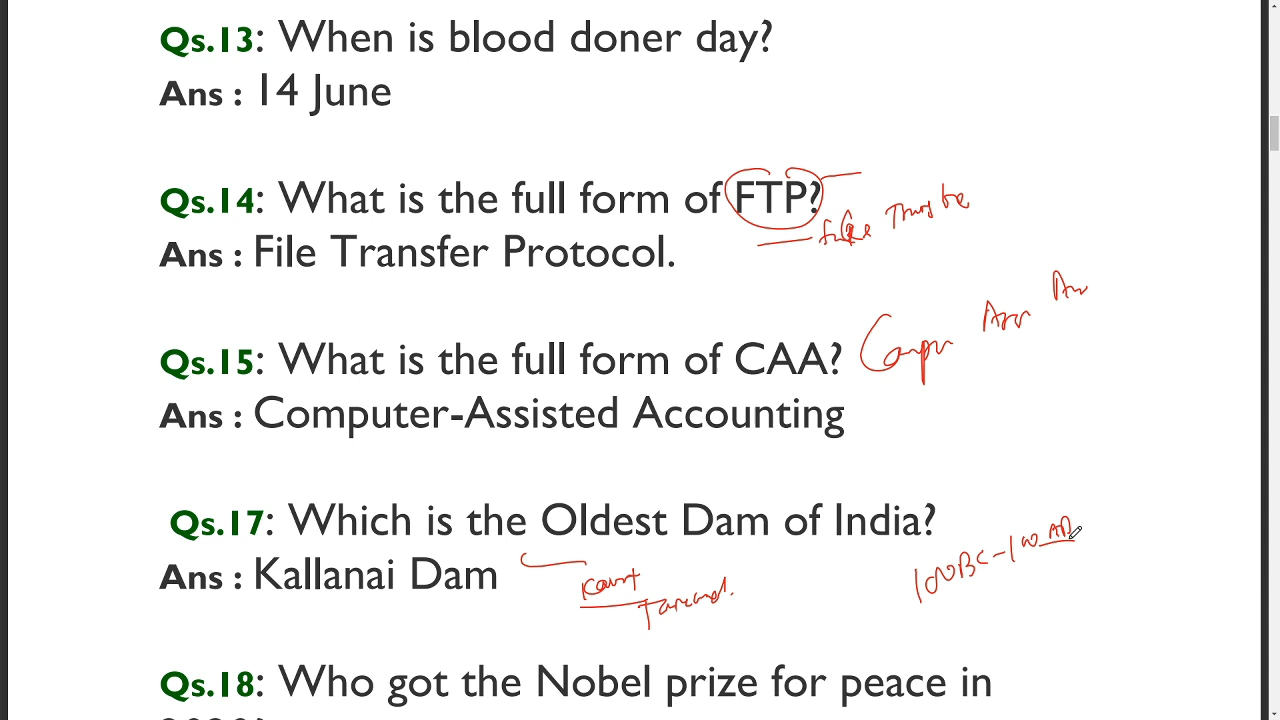 Qs.13: When is blood doner day?
Ans : 14 June
Qs.14: What is the full form of FTP?
Ans : File Transfer Protocol.
Qs.15: What is the full form of CAA?
Ans : Computer-Assisted Accounting
Qs.17: Which is the Oldest Dam of India?
Ans : Kallanai Dam
100BC-100AD
Qs.18: Who got the Nobel prize for peace in